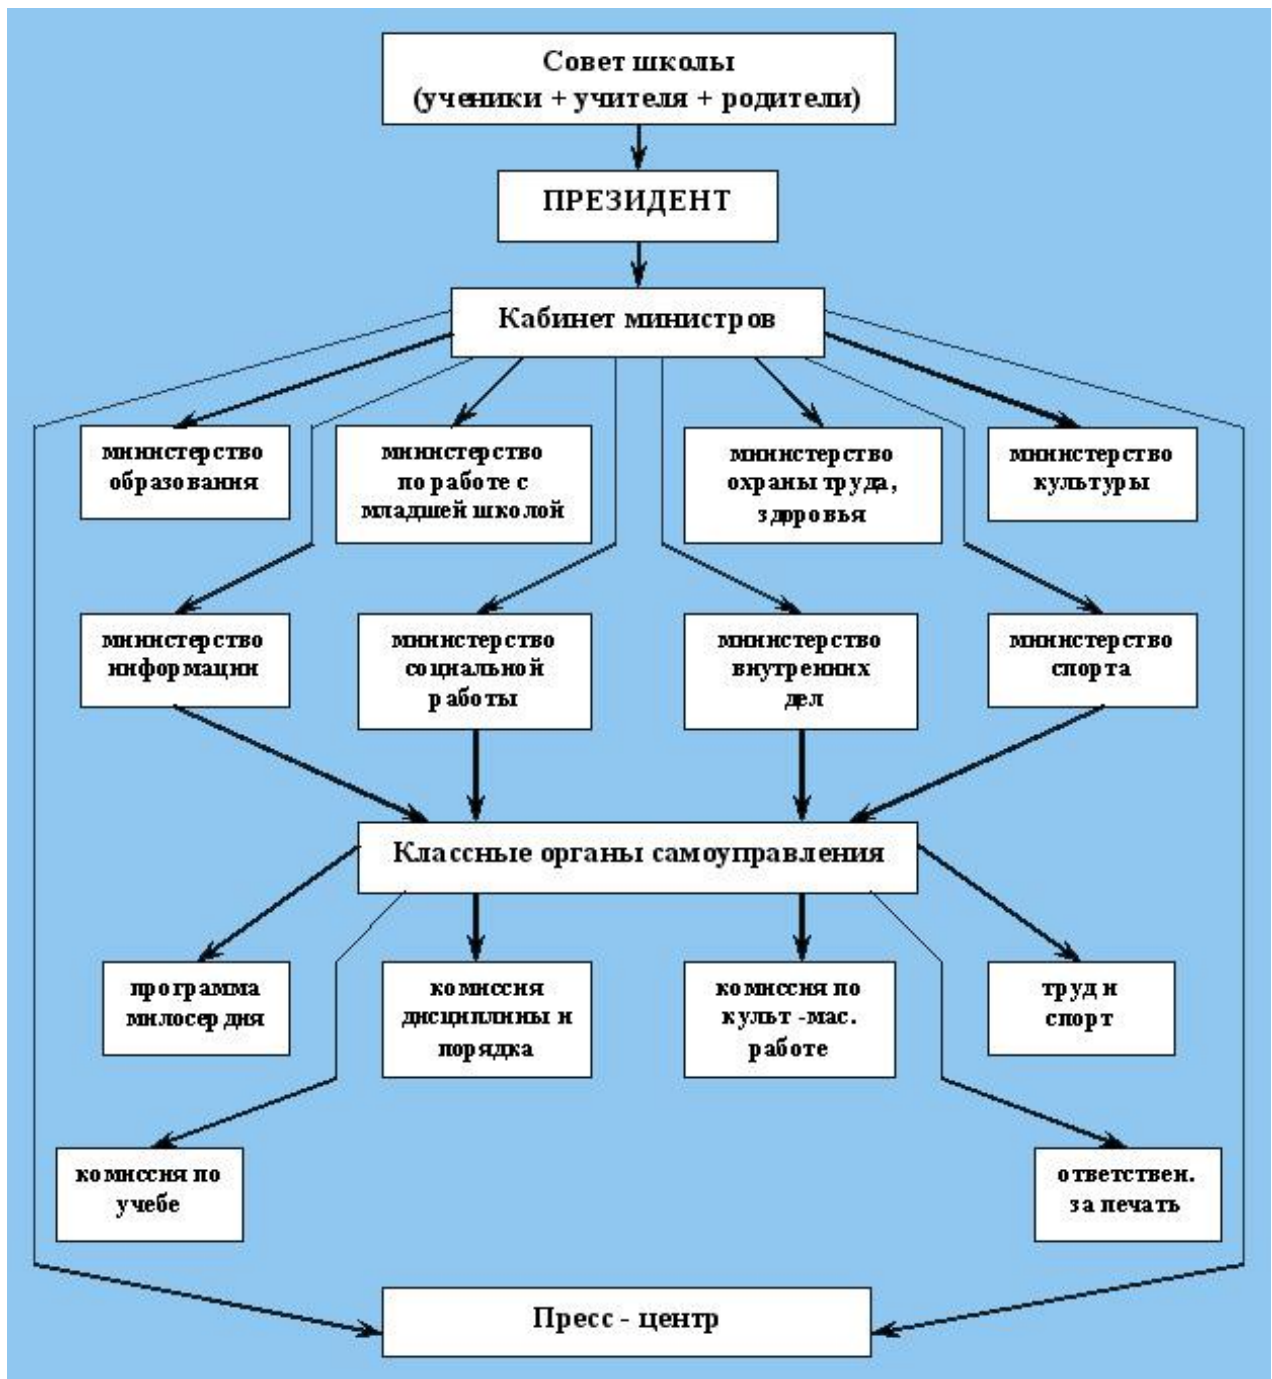 Совет школы
(ученики + учителя + родители)
ПРЕЗИДЕНТ
Кабинет министров
министерство
образования
министерство
по работе с
младшей школой
министерство
охраны труда,
здоровья
министерство
культуры
министерство
информации
министерство
социальной
работы
министерство
внутренних
дел
министерство
спорта
Классные органы самоуправления
программа
милосердия
комиссия
дисциплины и
порядка
комиссия по
культ -мас.
работе
труд и
спорт
комиссия по
учебе
ответствен.
за печать
Пресс - центр